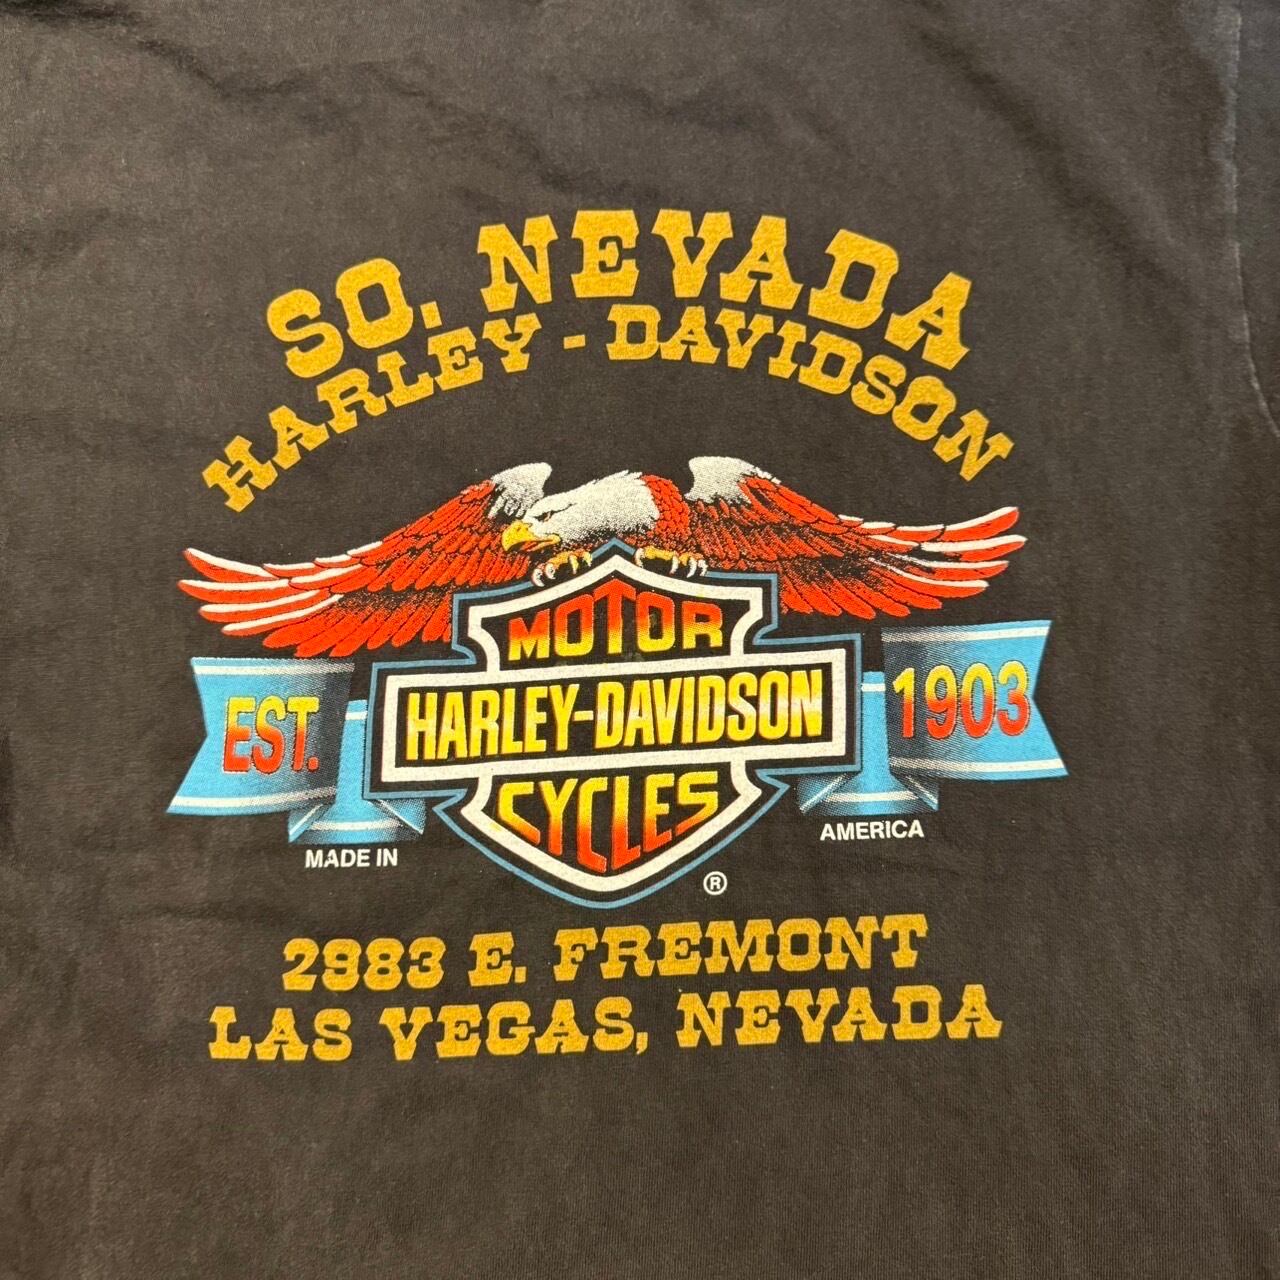 SO. NEVADA
HARLEY - DAVIDSON
MOTOR
HARLEY-DAVIDSON
CYCLES
EST.
1903
MADE IN
AMERICA
®
2983 E. FREMONT
LAS VEGAS, NEVADA